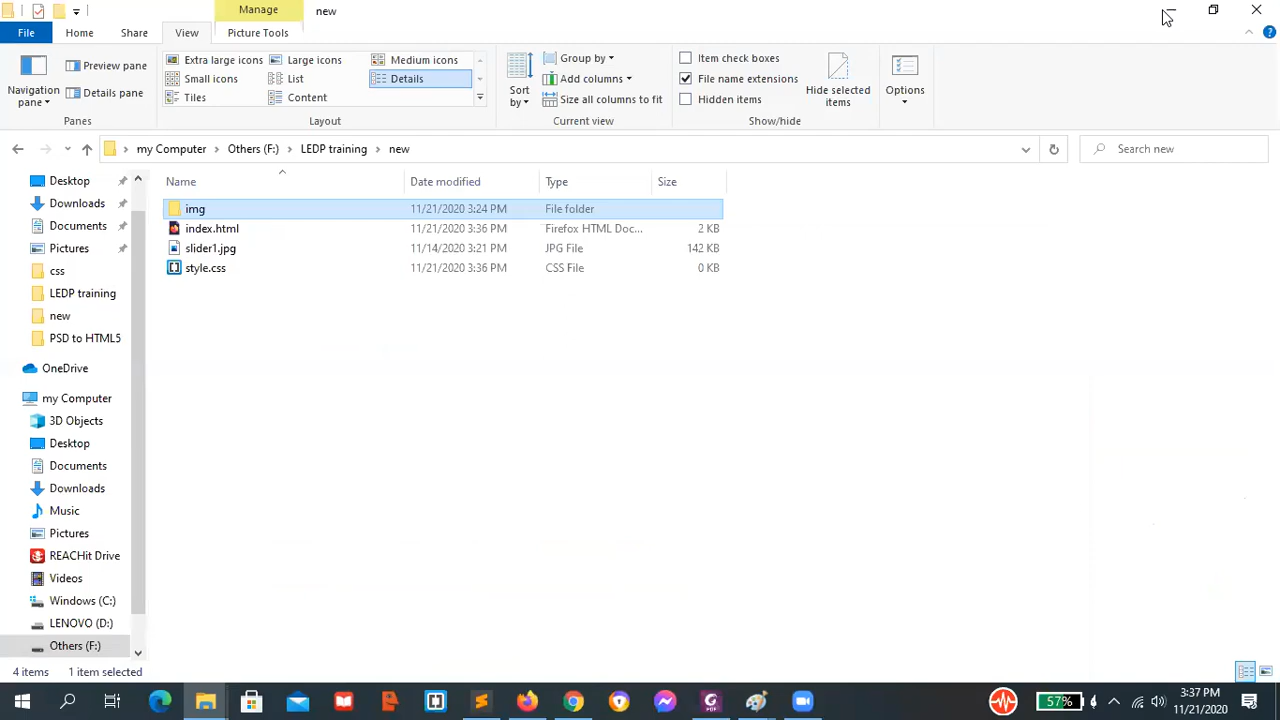 Manage
new
File
Home
Share
View
Picture Tools
Navigation pane
Preview pane
Details pane
Panes
Extra large icons
Large icons
Medium icons
Small icons
List
Details
Tiles
Content
Layout
Sort by
Group by
Add columns
Size all columns to fit
Current view
Item check boxes
File name extensions
Hidden items
Hide selected items
Show/hide
Options
my Computer > Others (F:) > LEDP training > new
Search new
Name Date modified Type Size
img 11/21/2020 3:24 PM File folder
index.html 11/21/2020 3:36 PM Firefox HTML Doc... 2 KB
slider1.jpg 11/14/2020 3:21 PM JPG File 142 KB
style.css 11/21/2020 3:36 PM CSS File 0 KB
Desktop
Downloads
Documents
Pictures
css
LEDP training
new
PSD to HTML5
OneDrive
my Computer
3D Objects
Desktop
Documents
Downloads
Music
Pictures
REACHit Drive
Videos
Windows (C:)
LENOVO (D:)
Others (F:)
4 items 1 item selected
57%
3:37 PM
11/21/2020